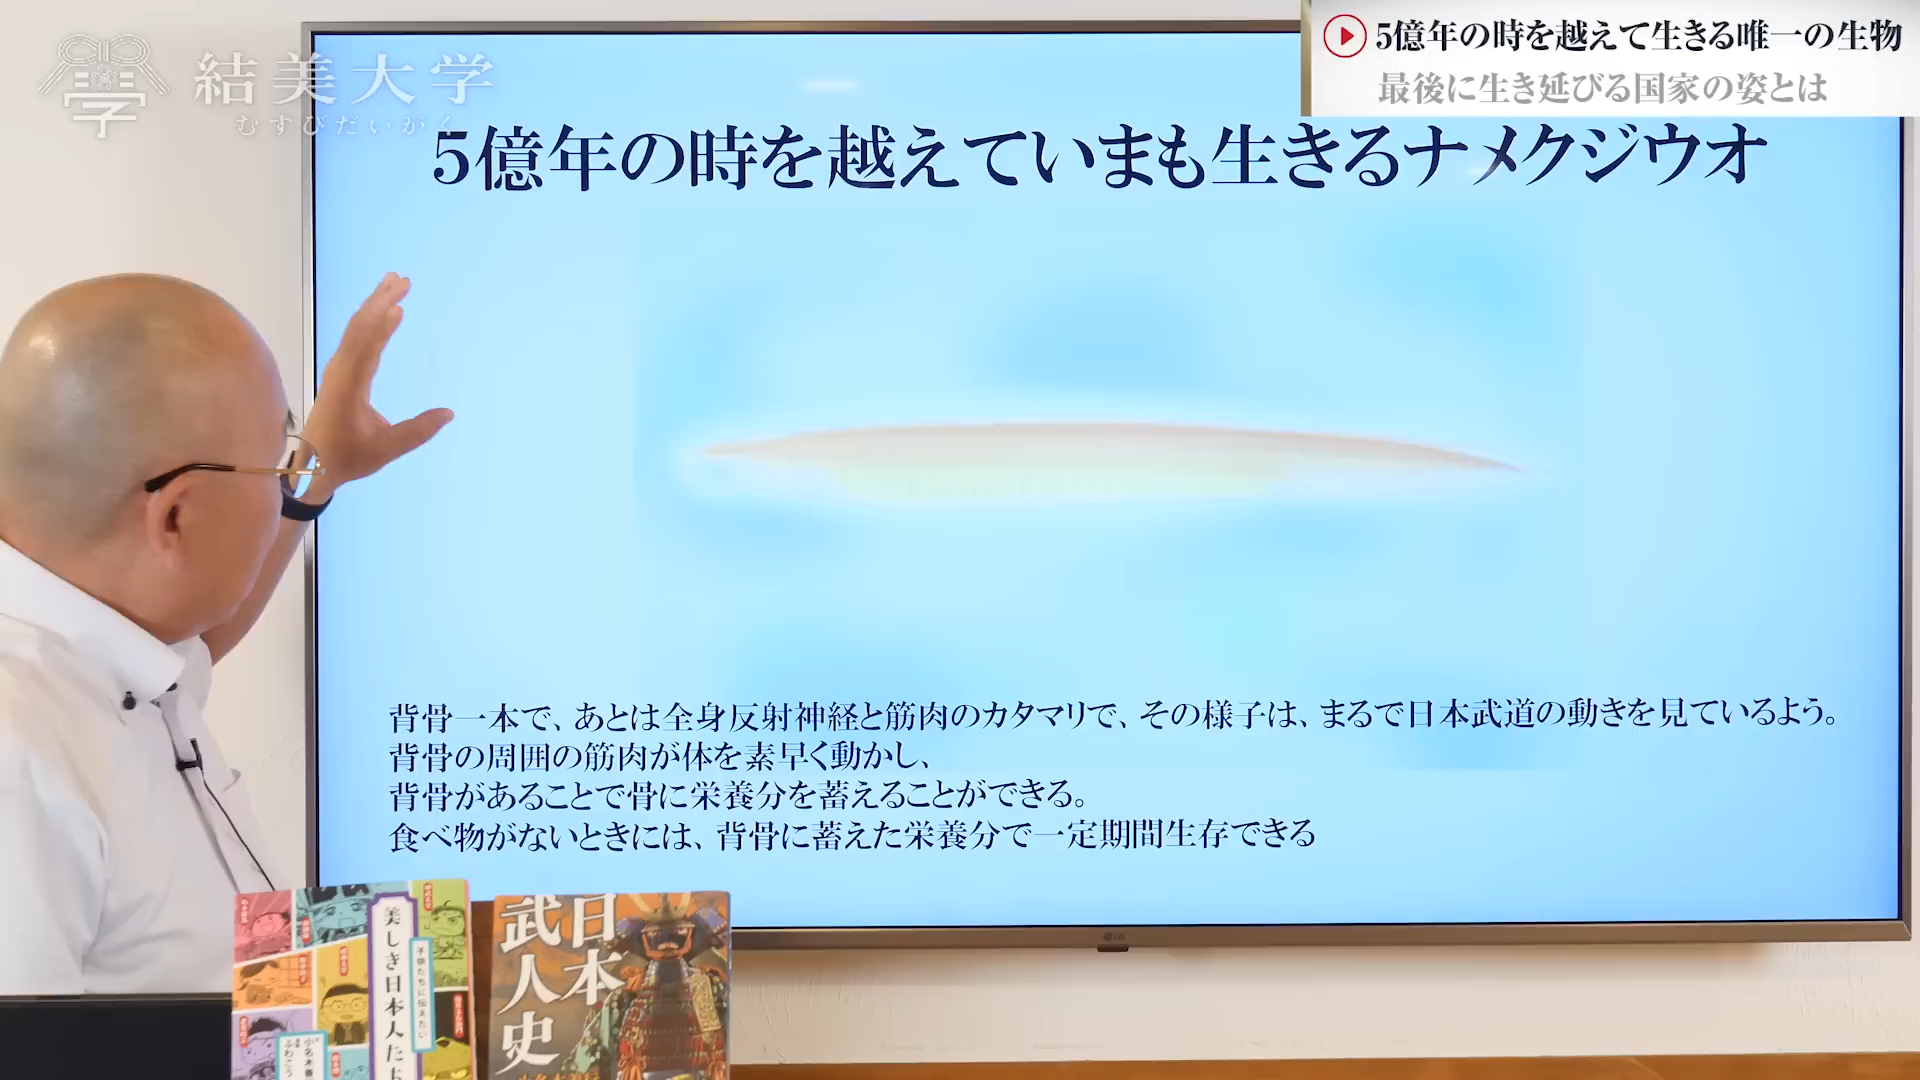 結美大学
むすびだいがく
5億年の時を越えて生きる唯一の生物
最後に生き延びる国家の姿とは
5億年の時を越えていまも生きるナメクジウオ
背骨一本で、あとは全身反射神経と筋肉のカタマリで、その様子は、まるで日本武道の動きを見ているよう。
背骨の周囲の筋肉が体を素早く動かし、
背骨があることで骨に栄養分を蓄えることができる。
食べ物がないときには、背骨に蓄えた栄養分で一定期間生存できる
LG
子供たちに伝えたい
美しき日本人たち
日本
武人史